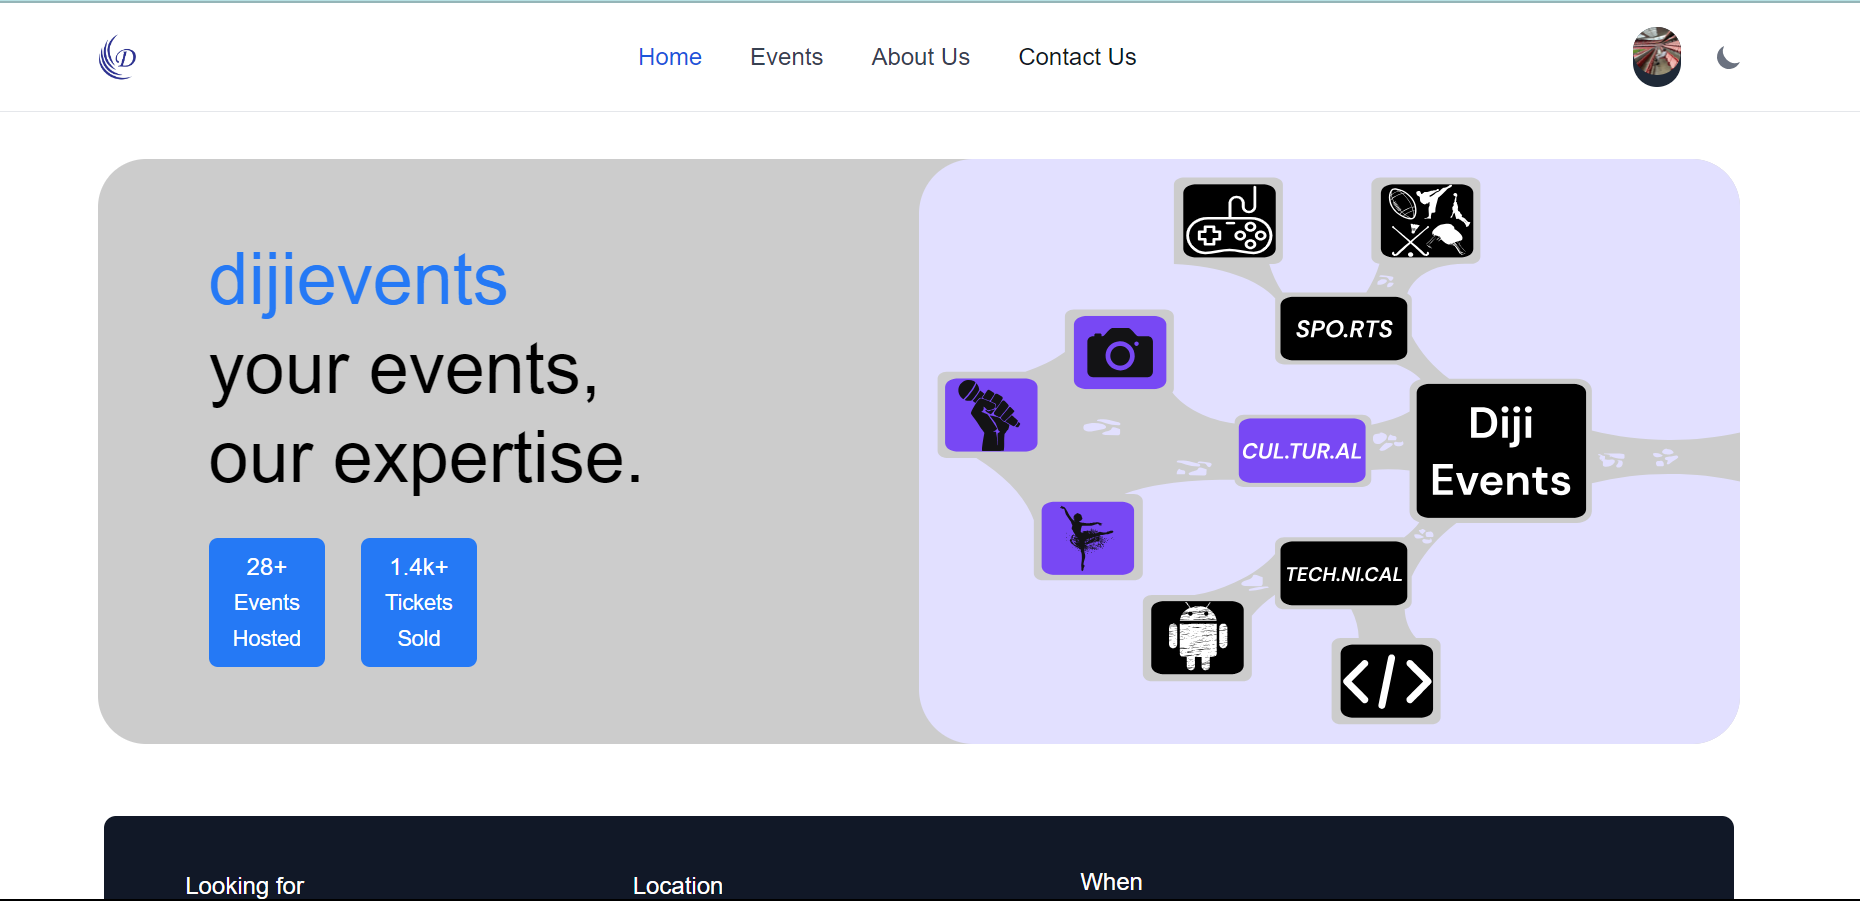 D
Home
Events
About Us
Contact Us
dijievents
your events,
our expertise.
28+
Events
Hosted
1.4k+
Tickets
Sold
SPO.RTS
CUL.TUR.AL
Diji
Events
TECH.NI.CAL
</>
Looking for
Location
When